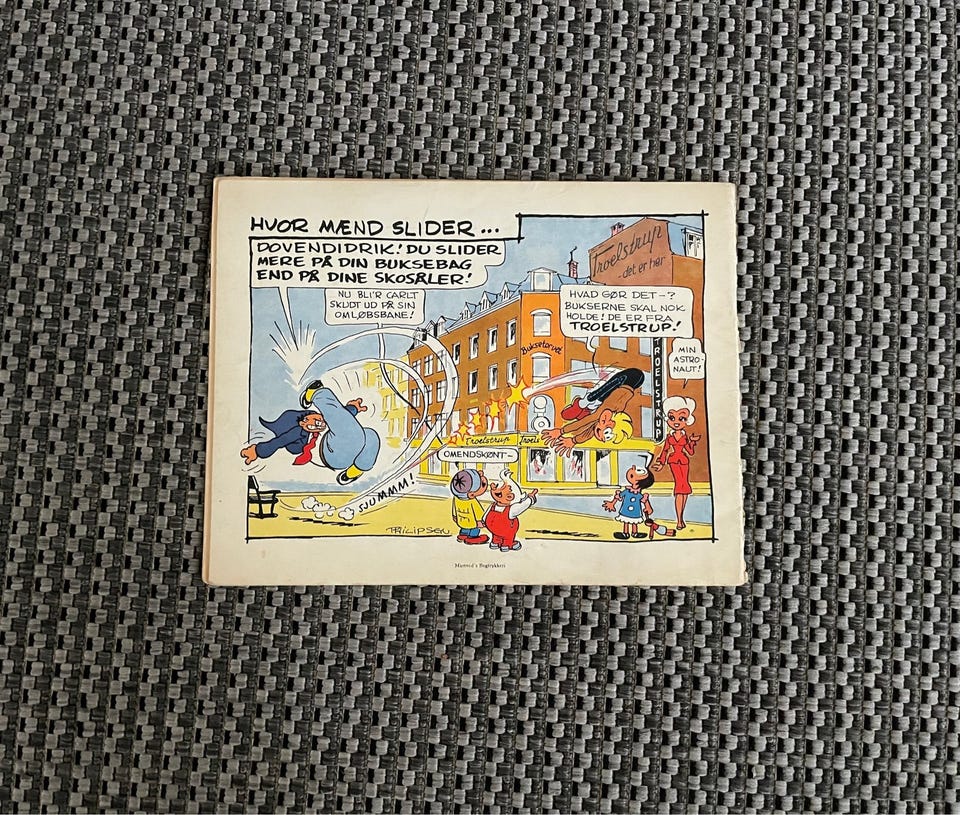 HVOR MÆND SLIDER...
DOVENDIDRIK! DU SLIDER
MERE PÅ DIN BUKSEBAG
END PÅ DINE SKOSÅLER!
NU BLI'R CARLT
SKUDT UD PÅ SIN
OMLØBSBANE!
Troelstrup
-det er her
HVAD GØR DET-?
BUKSERNE SKAL NOK
HOLDE! DE ER FRA
TROELSTRUP!
Buksetorvet
TROELSTRUP
MIN
ASTRO-
NAUT!
Troelstrup
Troels
OMENDSKØNT-
SJUMMM!
PHILIPSEN
Bogtrykkeri